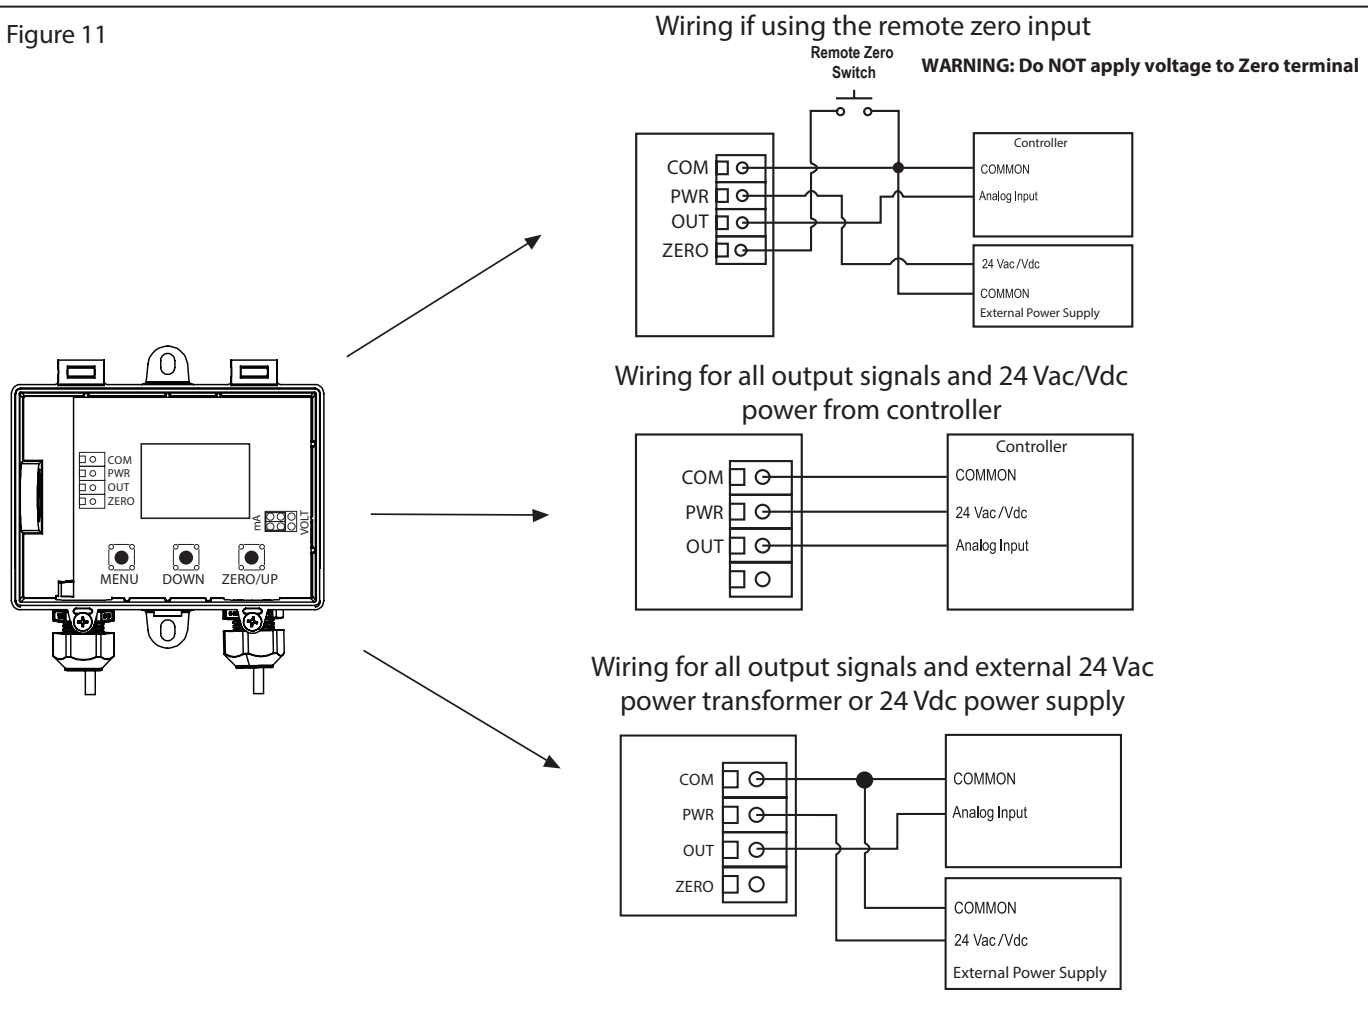 Figure 11
Wiring if using the remote zero input
Remote Zero
Switch
WARNING: Do NOT apply voltage to Zero terminal
COM
PWR
OUT
ZERO
Controller
COMMON
Analog Input
24 Vac/Vdc
COMMON
External Power Supply
COM
PWR
OUT
ZERO
mA
VOLT
MENU DOWN ZERO/UP
Wiring for all output signals and 24 Vac/Vdc
power from controller
COM
PWR
OUT
Controller
COMMON
24 Vac/Vdc
Analog Input
Wiring for all output signals and external 24 Vac
power transformer or 24 Vdc power supply
COM
PWR
OUT
ZERO
COMMON
Analog Input
COMMON
24 Vac/Vdc
External Power Supply